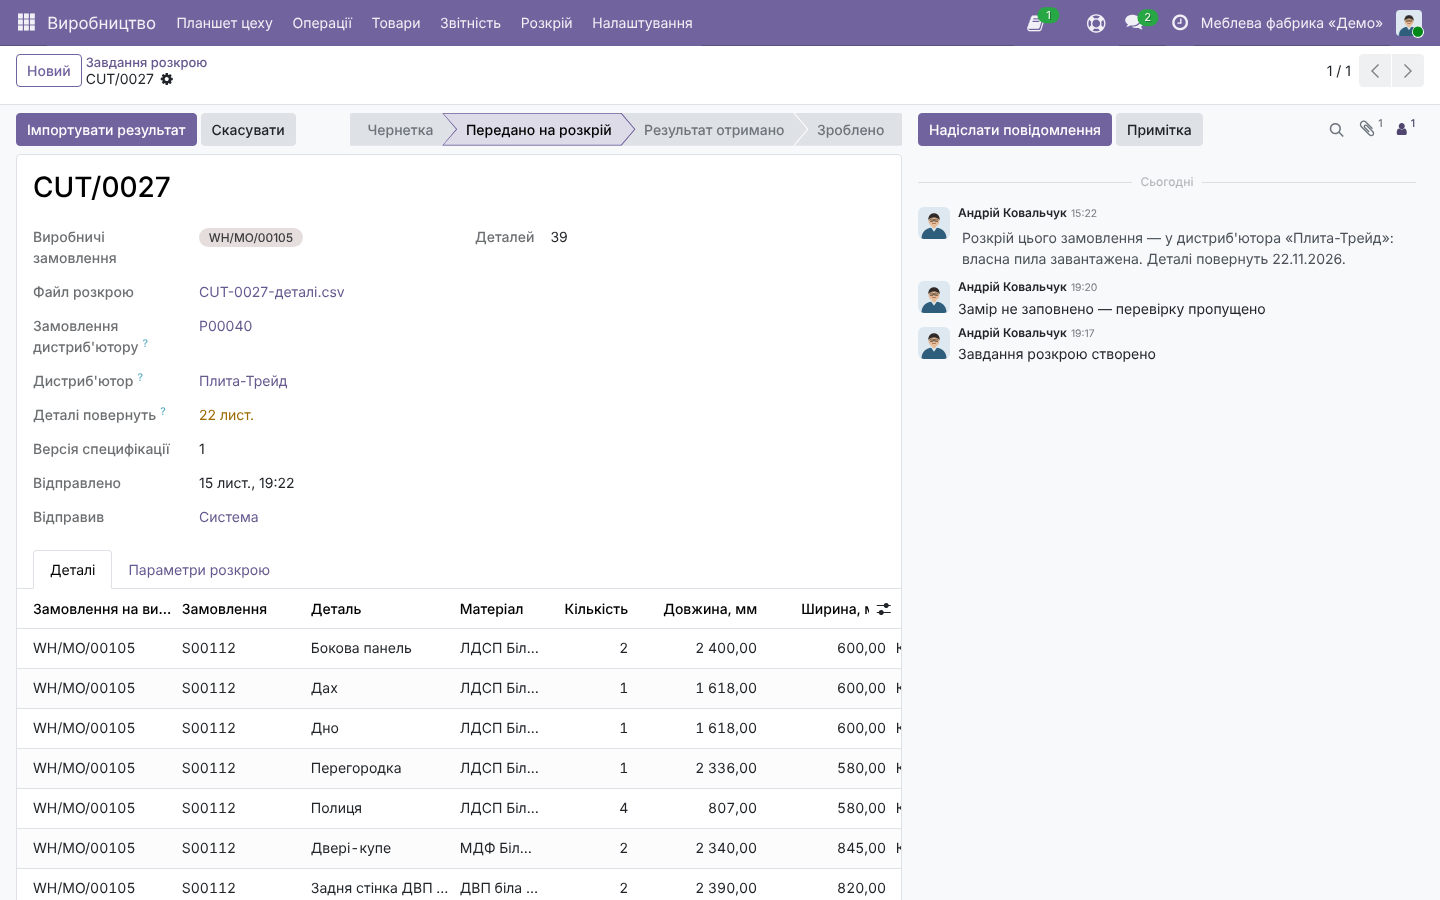 Виробництво Планшет цеху Операції Товари Звітність Розкрій Налаштування 1 2 Меблева фабрика «Демо»
Новий Завдання розкрою
CUT/0027
1 / 1
Імпортувати результат Скасувати Чернетка Передано на розкрій Результат отримано Зроблено Надіслати повідомлення Примітка 1 1
CUT/0027
Виробничі замовлення WH/MO/00105 Деталей 39
Файл розкрою CUT-0027-деталі.csv
Замовлення дистриб'ютору ? P00040
Дистриб'ютор ? Плита-Трейд
Деталі повернуть ? 22 лист.
Версія специфікації 1
Відправлено 15 лист., 19:22
Відправив Система
Деталі Параметри розкрою
Замовлення на ви... Замовлення Деталь Матеріал Кількість Довжина, мм Ширина,
WH/MO/00105 S00112 Бокова панель ЛДСП Біл... 2 2 400,00 600,00
WH/MO/00105 S00112 Дах ЛДСП Біл... 1 1 618,00 600,00
WH/MO/00105 S00112 Дно ЛДСП Біл... 1 1 618,00 600,00
WH/MO/00105 S00112 Перегородка ЛДСП Біл... 1 2 336,00 580,00
WH/MO/00105 S00112 Полиця ЛДСП Біл... 4 807,00 580,00
WH/MO/00105 S00112 Двері-купе МДФ Біл... 2 2 340,00 845,00
WH/MO/00105 S00112 Задня стінка ДВП ... ДВП біла ... 2 2 390,00 820,00
Сьогодні
Андрій Ковальчук 15:22
Розкрій цього замовлення — у дистриб'ютора «Плита-Трейд»:
власна пила завантажена. Деталі повернуть 22.11.2026.
Андрій Ковальчук 19:20
Замір не заповнено — перевірку пропущено
Андрій Ковальчук 19:17
Завдання розкрою створено